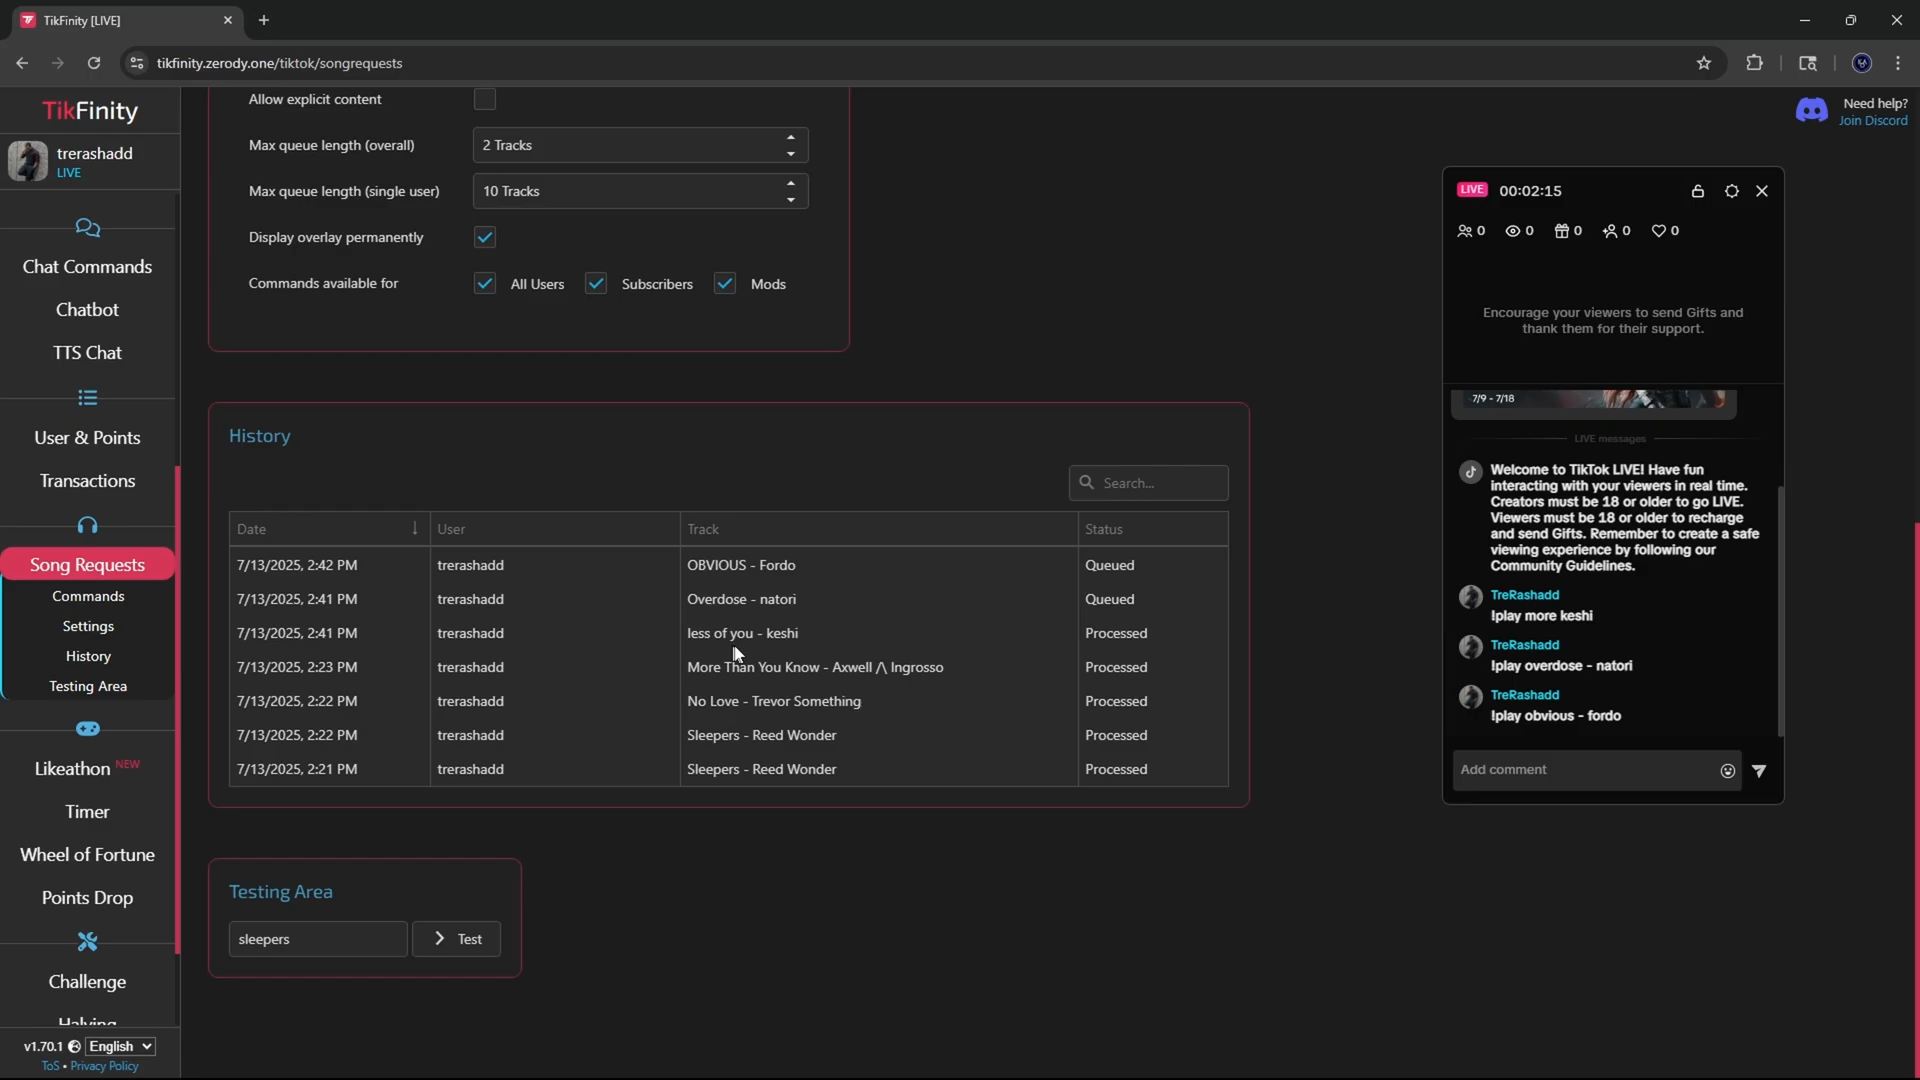 TikFinity [LIVE]
tikfinity.zerody.one/tiktok/songrequests
TikFinity
trerashadd
LIVE
Chat Commands
Chatbot
TTS Chat
User & Points
Transactions
Song Requests
Commands
Settings
History
Testing Area
Likeathon NEW
Timer
Wheel of Fortune
Points Drop
Challenge
Halving
v1.70.1 English
ToS • Privacy Policy
Allow explicit content
Max queue length (overall) 2 Tracks
Max queue length (single user) 10 Tracks
Display overlay permanently
Commands available for All Users Subscribers Mods
History
Search...
Date User Track Status
7/13/2025, 2:42 PM trerashadd OBVIOUS - Fordo Queued
7/13/2025, 2:41 PM trerashadd Overdose - natori Queued
7/13/2025, 2:41 PM trerashadd less of you - keshi Processed
7/13/2025, 2:23 PM trerashadd More Than You Know - Axwell /\ Ingrosso Processed
7/13/2025, 2:22 PM trerashadd No Love - Trevor Something Processed
7/13/2025, 2:22 PM trerashadd Sleepers - Reed Wonder Processed
7/13/2025, 2:21 PM trerashadd Sleepers - Reed Wonder Processed
Testing Area
sleepers Test
Need help?
Join Discord
LIVE 00:02:15
0 0 0 0 0
Encourage your viewers to send Gifts and
thank them for their support.
7/9 - 7/18
LIVE messages
Welcome to TikTok LIVE! Have fun
interacting with your viewers in real time.
Creators must be 18 or older to go LIVE.
Viewers must be 18 or older to recharge
and send Gifts. Remember to create a safe
viewing experience by following our
Community Guidelines.
TreRashadd
!play more keshi
TreRashadd
!play overdose - natori
TreRashadd
!play obvious - fordo
Add comment